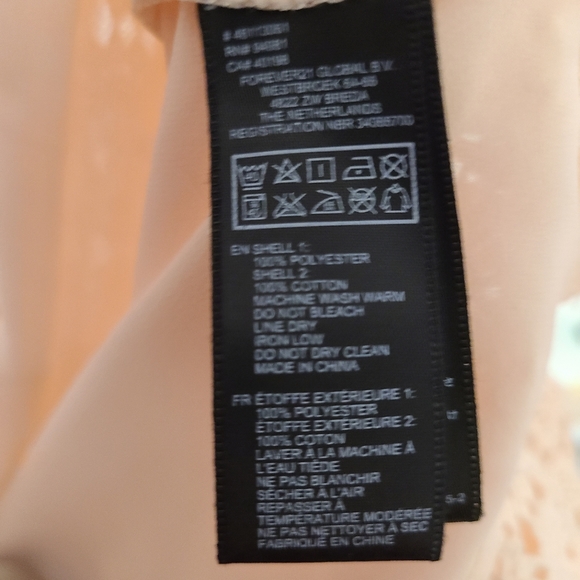 FOREVER21 GLOBAL B.V.
WESTBROEK
4822 ZW BREDA
THE NETHERLANDS
REGISTRATION NBR
EN SHELL 1:
100% POLYESTER
SHELL 2:
100% COTTON
MACHINE WASH WARM
DO NOT BLEACH
LINE DRY
IRON LOW
DO NOT DRY CLEAN
MADE IN CHINA
FR ÉTOFFE EXTÉRIEURE 1:
100% POLYESTER
ÉTOFFE EXTÉRIEURE 2:
100% COTON
LAVER À LA MACHINE À
L'EAU TIÈDE
NE PAS BLANCHIR
SÉCHER À L'AIR
REPASSER À
TEMPÉRATURE MODÉRÉE
NE PAS NETTOYER À SEC
FABRIQUÉ EN CHINE